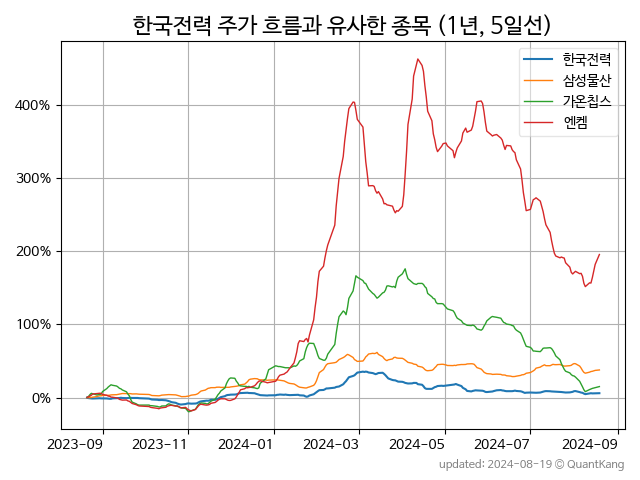 한국전력 주가 흐름과 유사한 종목 (1년, 5일선)
한국전력
삼성물산
가온칩스
엔켐
400%
300%
200%
100%
0%
2023-09 2023-11 2024-01 2024-03 2024-05 2024-07 2024-09
updated: 2024-08-19 © QuantKang